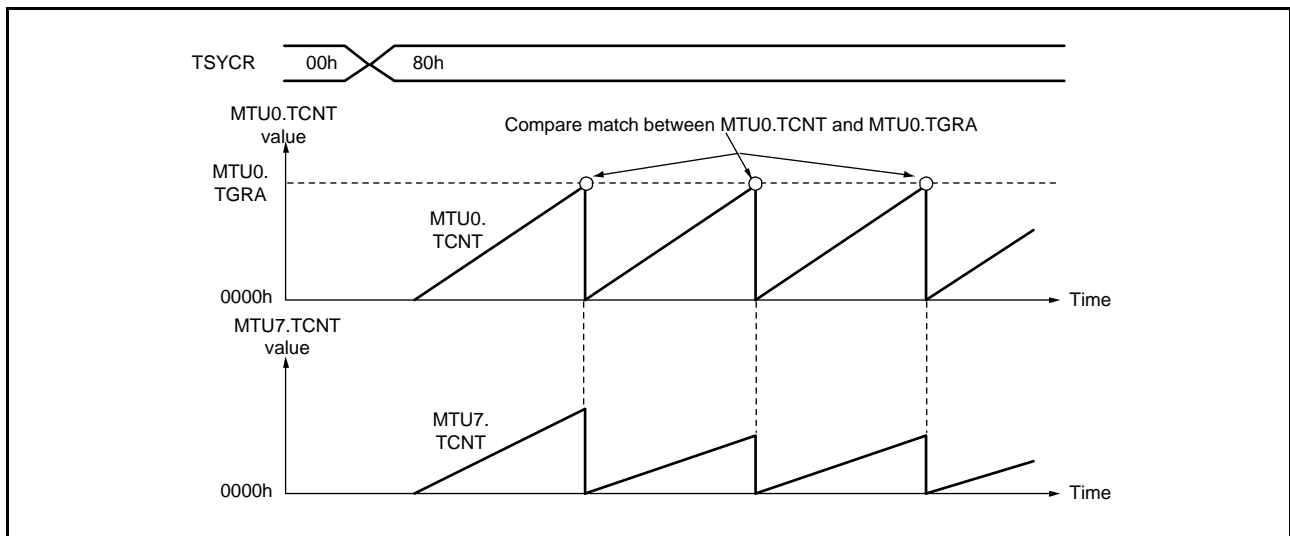 TSYCR 00h 80h
MTU0.TCNT
value
Compare match between MTU0.TCNT and MTU0.TGRA
MTU0.
TGRA
MTU0.
TCNT
0000h
Time
MTU7.TCNT
value
MTU7.
TCNT
0000h
Time